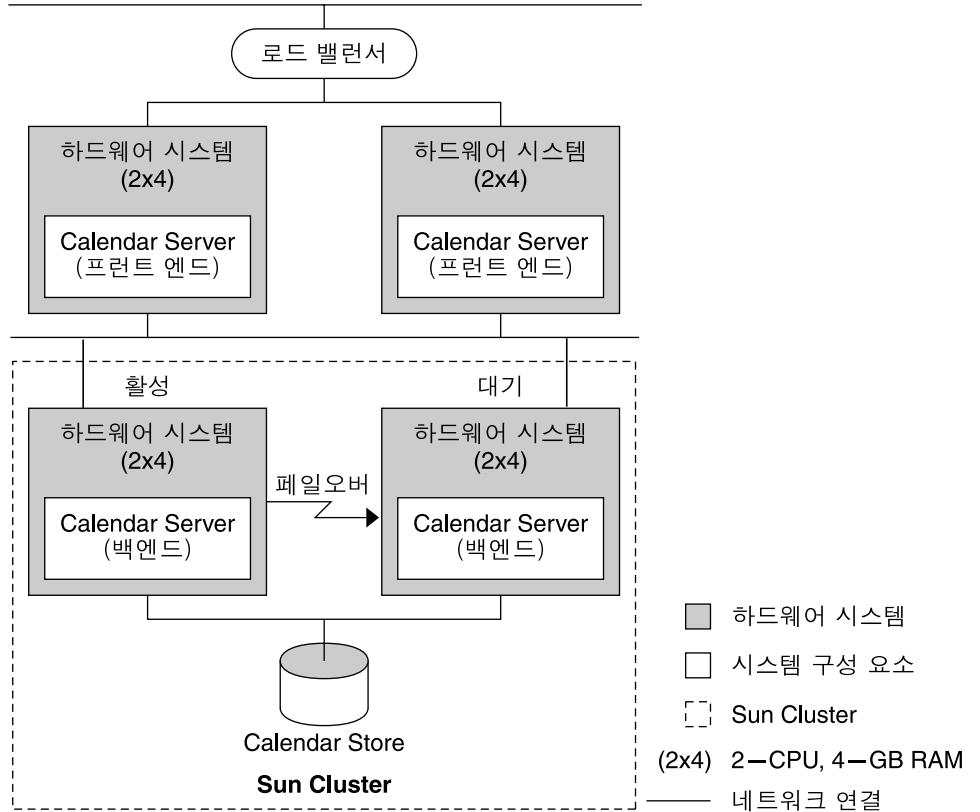 로드 밸런서
하드웨어 시스템
(2x4)
Calendar Server
(프런트 엔드)
하드웨어 시스템
(2x4)
Calendar Server
(프런트 엔드)
활성
대기
하드웨어 시스템
(2x4)
Calendar Server
(백엔드)
페일오버
하드웨어 시스템
(2x4)
Calendar Server
(백엔드)
Calendar Store
Sun Cluster
하드웨어 시스템
시스템 구성 요소
Sun Cluster
(2x4) 2–CPU, 4–GB RAM
네트워크 연결